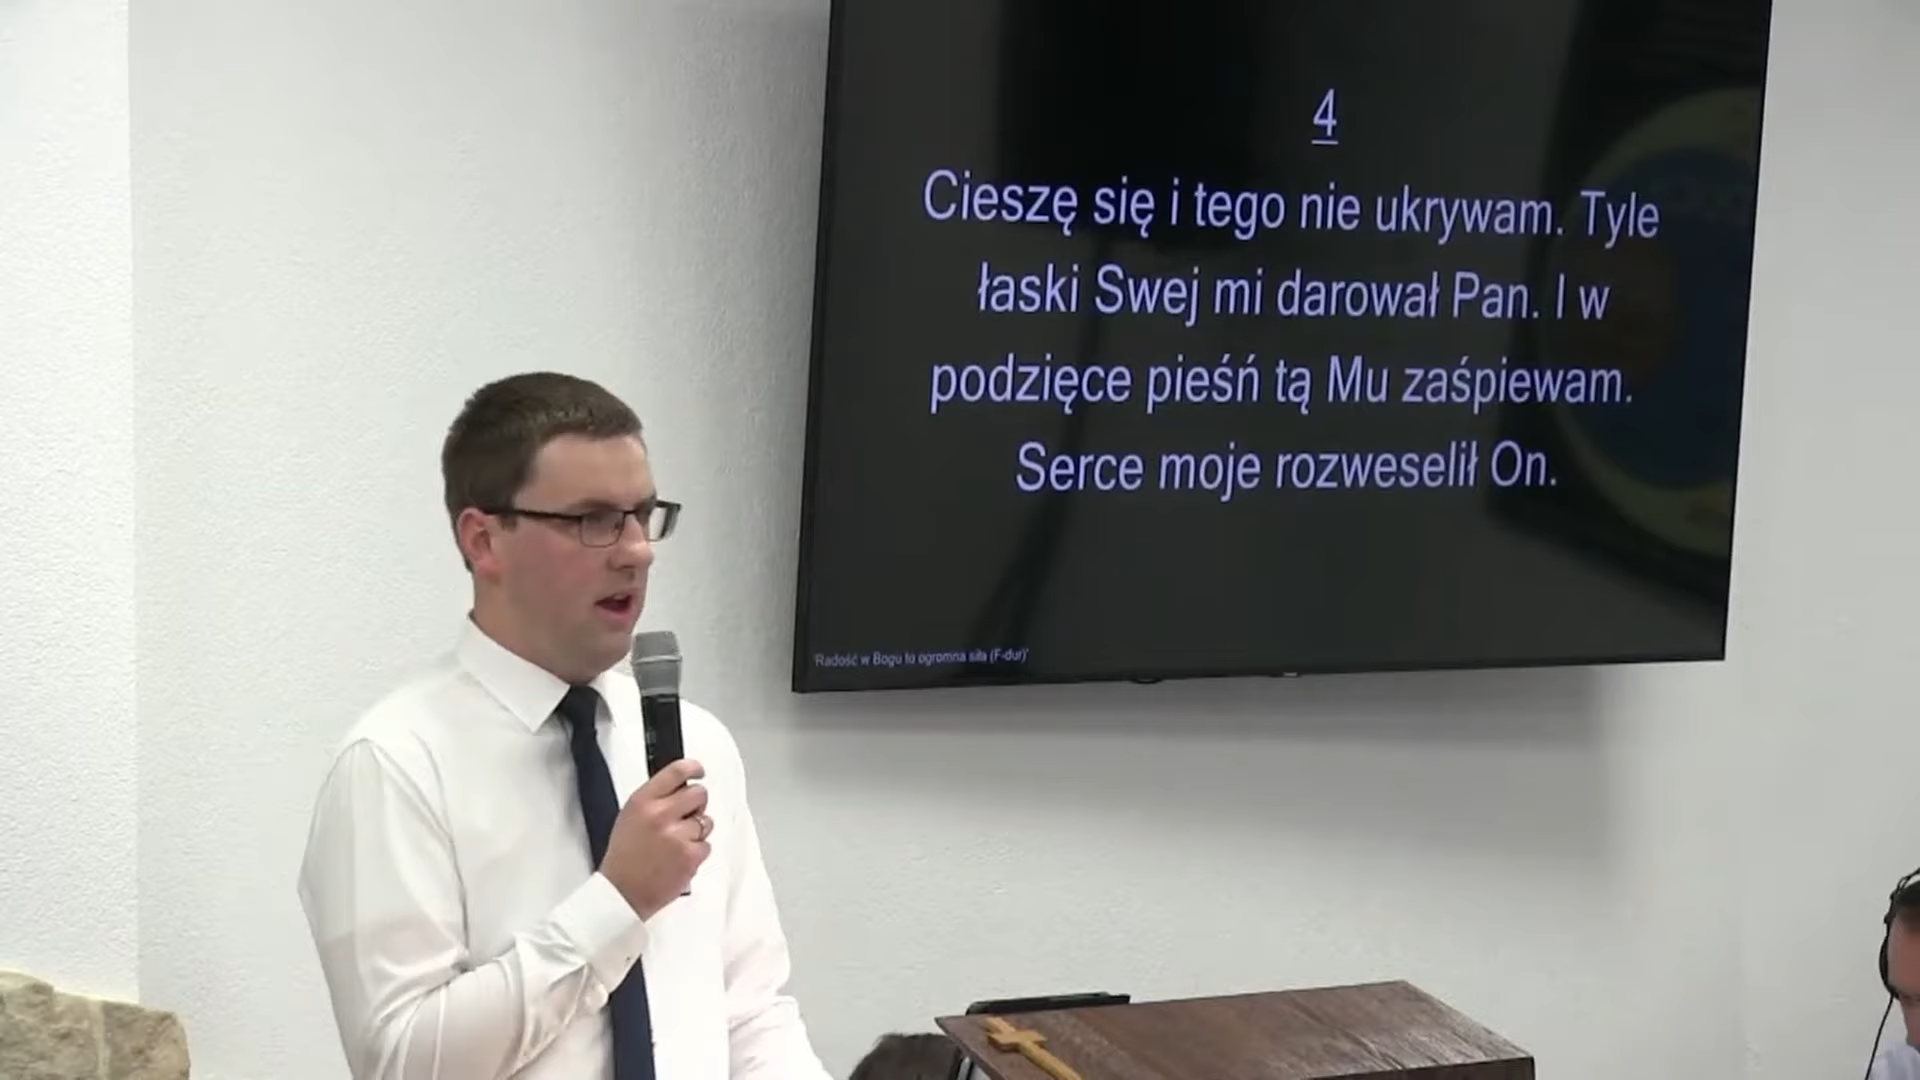 4
Cieszę się i tego nie ukrywam. Tyle
łaski Swej mi darował Pan. I w
podzięce pieśń tą Mu zaśpiewam.
Serce moje rozweselił On.
'Radość w Bogu to ogromna siła (F-dur)'